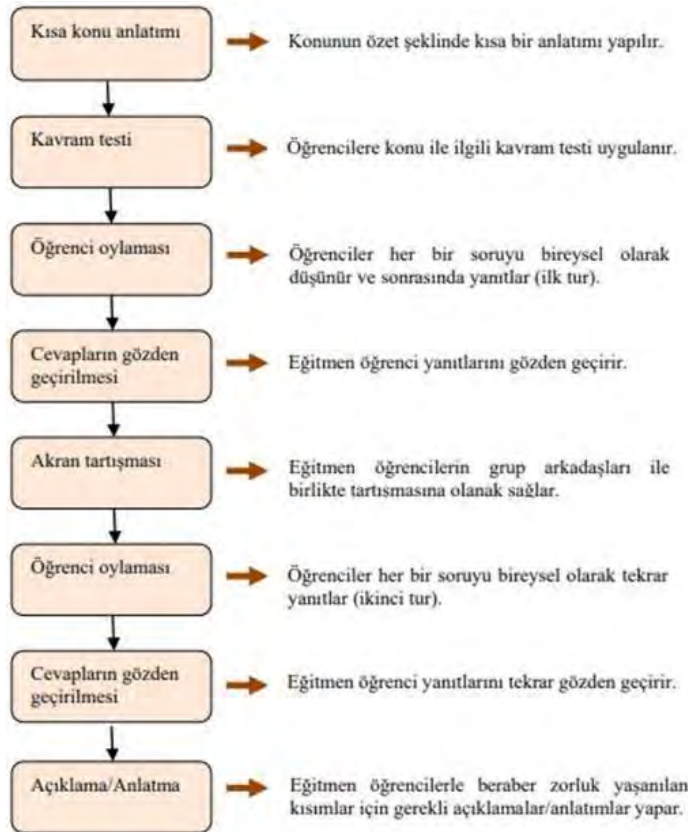 Kısa konu anlatımı
Konunun özet şeklinde kısa bir anlatımı yapılır.
Kavram testi
Öğrencilere konu ile ilgili kavram testi uygulanır.
Öğrenci oylaması
Öğrenciler her bir soruyu bireysel olarak
düşünür ve sonrasında yanıtlar (ilk tur).
Cevapların gözden
geçirilmesi
Eğitmen öğrenci yanıtlarını gözden geçirir.
Akran tartışması
Eğitmen öğrencilerin grup arkadaşları ile
birlikte tartışmasına olanak sağlar.
Öğrenci oylaması
Öğrenciler her bir soruyu bireysel olarak tekrar
yanıtlar (ikinci tur).
Cevapların gözden
geçirilmesi
Eğitmen öğrenci yanıtlarını tekrar gözden geçirir.
Açıklama/Anlatma
Eğitmen öğrencilerle beraber zorluk yaşanılan
kısımlar için gerekli açıklamalar/anlatımlar yapar.